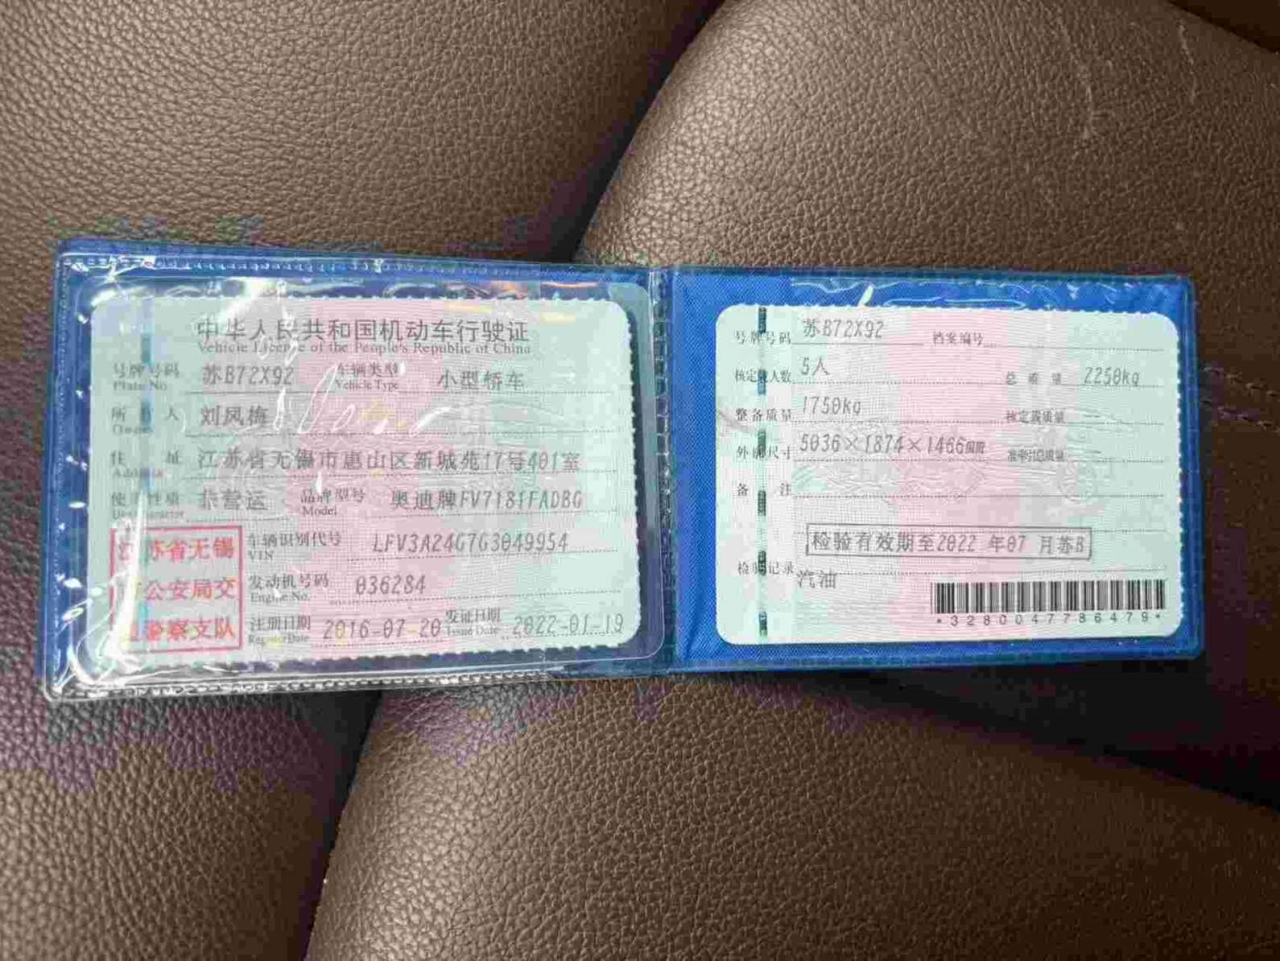 中华人民共和国机动车行驶证
Vehicle License of the People's Republic of China
号牌号码 Plate No. 苏B72X92 车辆类型 Vehicle Type 小型轿车
所有人 Owner 刘凤梅
住 址 Address 江苏省无锡市惠山区新城苑17号401室
使用性质 Use Character 非营运 品牌型号 Model 奥迪牌FV7181FADBG
江苏省无锡
公安局交
警察支队
车辆识别代号 VIN LFV3A24G7G3049954
发动机号码 Engine No. 036284
注册日期 Register Date 2016-07-20 发证日期 Issue Date 2022-01-19
号牌号码 苏B72X92 档案编号
核定载人数 5人 总 质 量 2250kg
整备质量 1750kg 核定载质量 —
外廓尺寸 5036×1874×1466 准牵引总质量 —
备 注
检验有效期至2022 年07 月苏B
检验记录
汽油
*3280047786479*